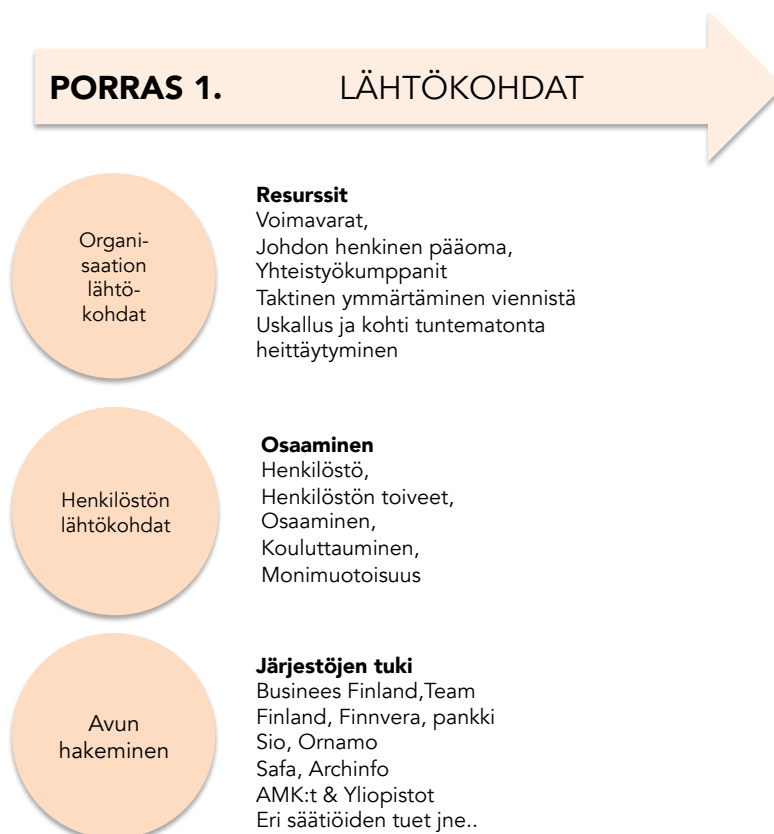 PORRAS 1. LÄHTÖKOHDAT
Organi-
saation
lähtö-
kohdat
Resurssit
Voimavarat,
Johdon henkinen pääoma,
Yhteistyökumppanit
Taktinen ymmärtäminen viennistä
Uskallus ja kohti tuntematonta
heittäytyminen
Henkilöstön
lähtökohdat
Osaaminen
Henkilöstö,
Henkilöstön toiveet,
Osaaminen,
Kouluttauminen,
Monimuotoisuus
Avun
hakeminen
Järjestöjen tuki
Businees Finland,Team
Finland, Finnvera, pankki
Sio, Ornamo
Safa, Archinfo
AMK:t & Yliopistot
Eri säätiöiden tuet jne..